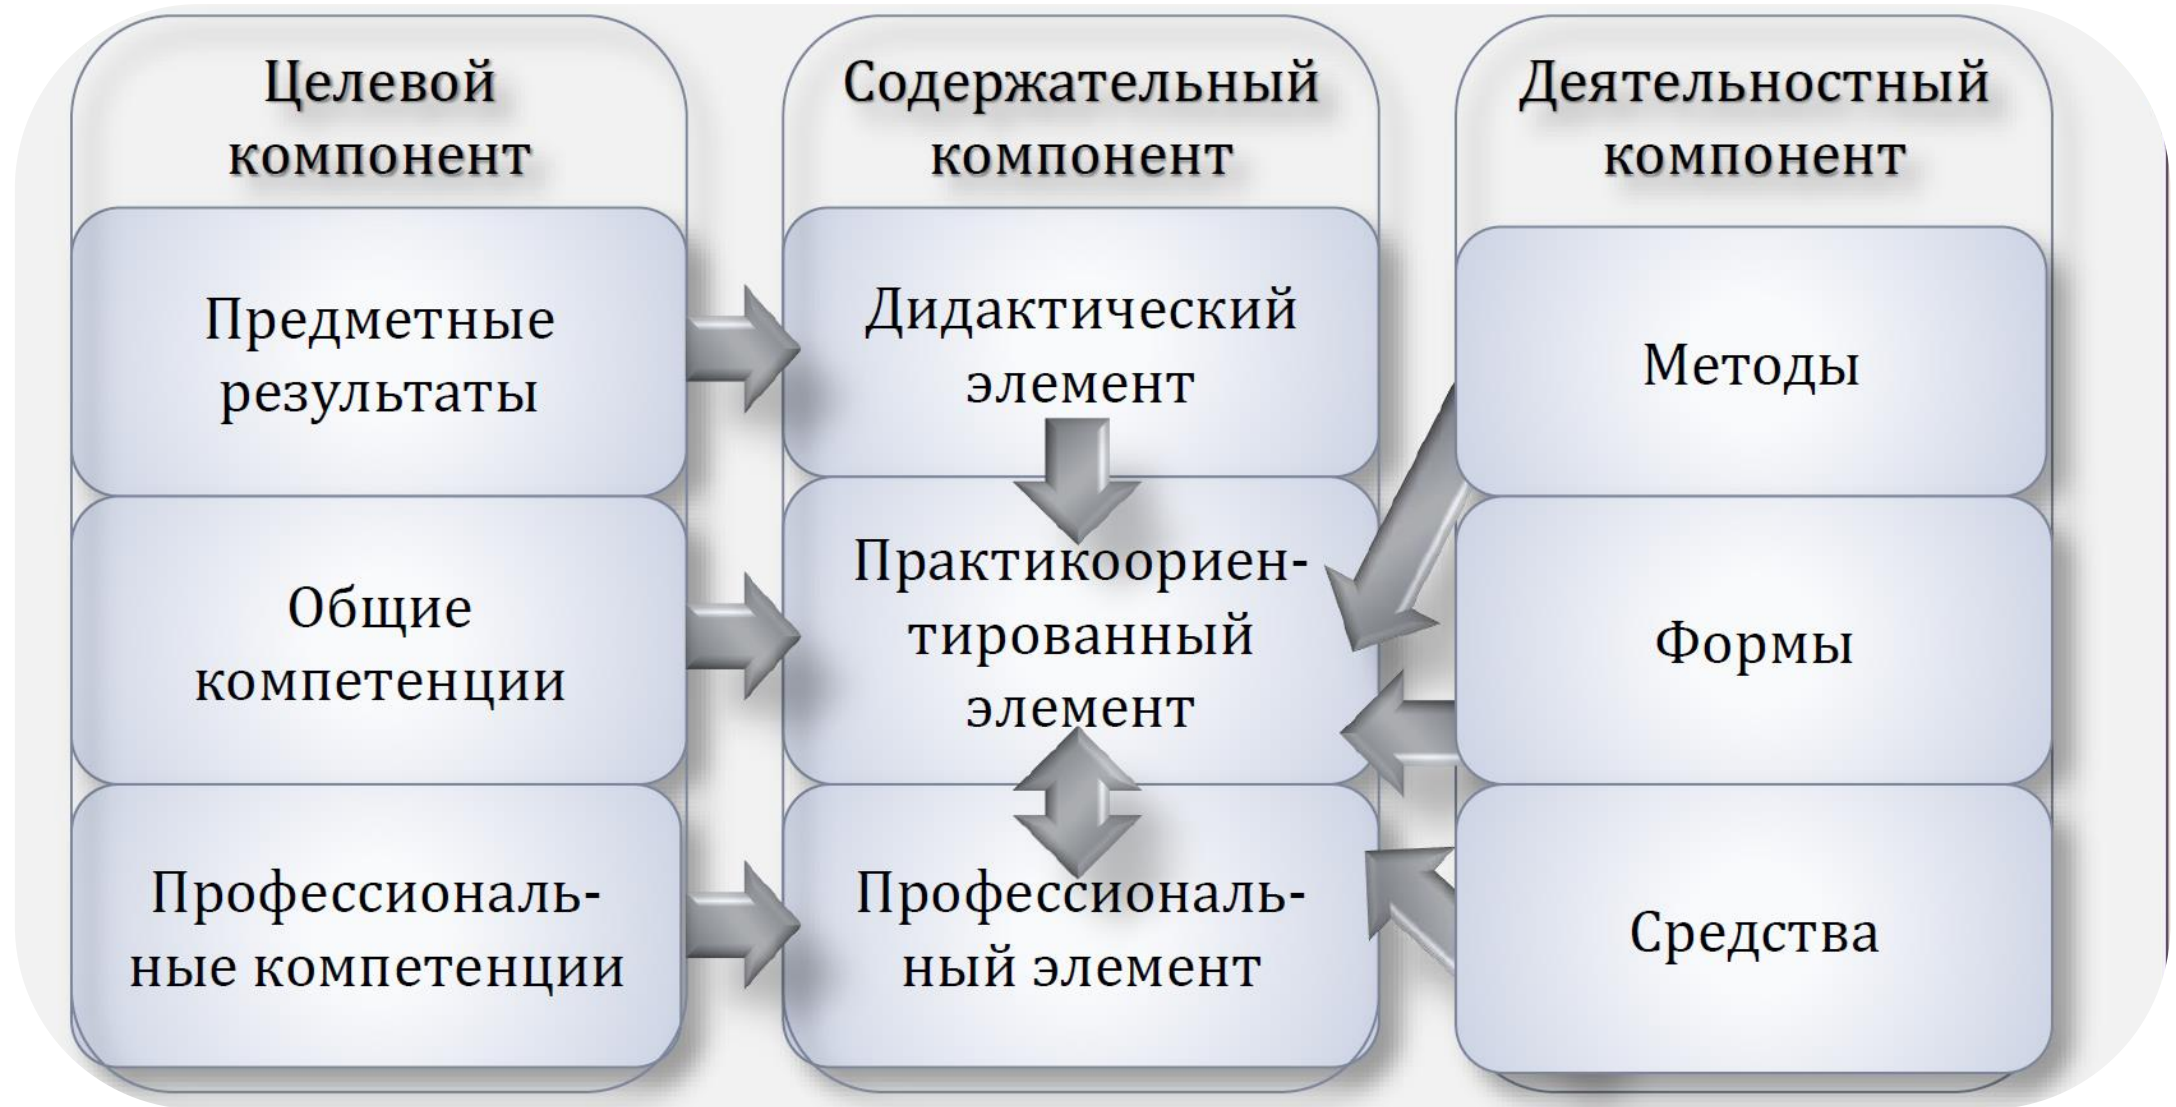 Целевой
компонент
Предметные
результаты
Общие
компетенции
Профессиональ-
ные компетенции
Содержательный
компонент
Дидактический
элемент
Практикоориен-
тированный
элемент
Профессиональ-
ный элемент
Деятельностный
компонент
Методы
Формы
Средства